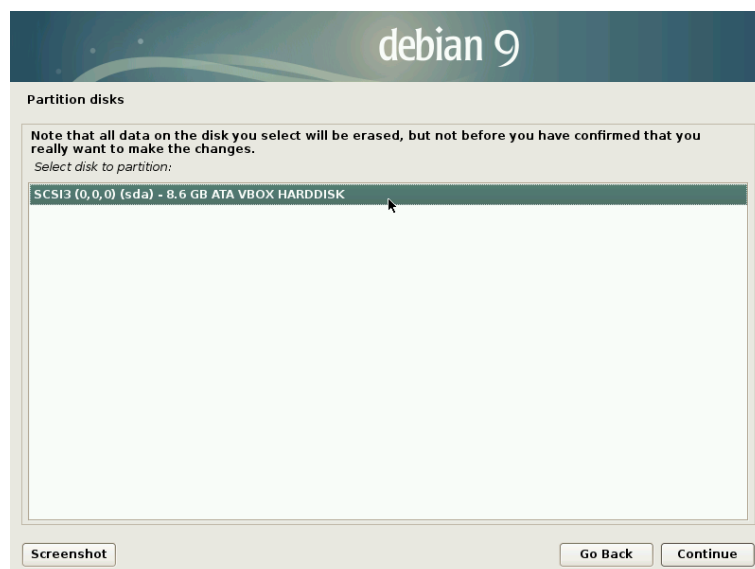 debian 9
Partition disks
Note that all data on the disk you select will be erased, but not before you have confirmed that you
really want to make the changes.
Select disk to partition:
SCSI3 (0,0,0) (sda) - 8.6 GB ATA VBOX HARDDISK
Screenshot
Go Back
Continue